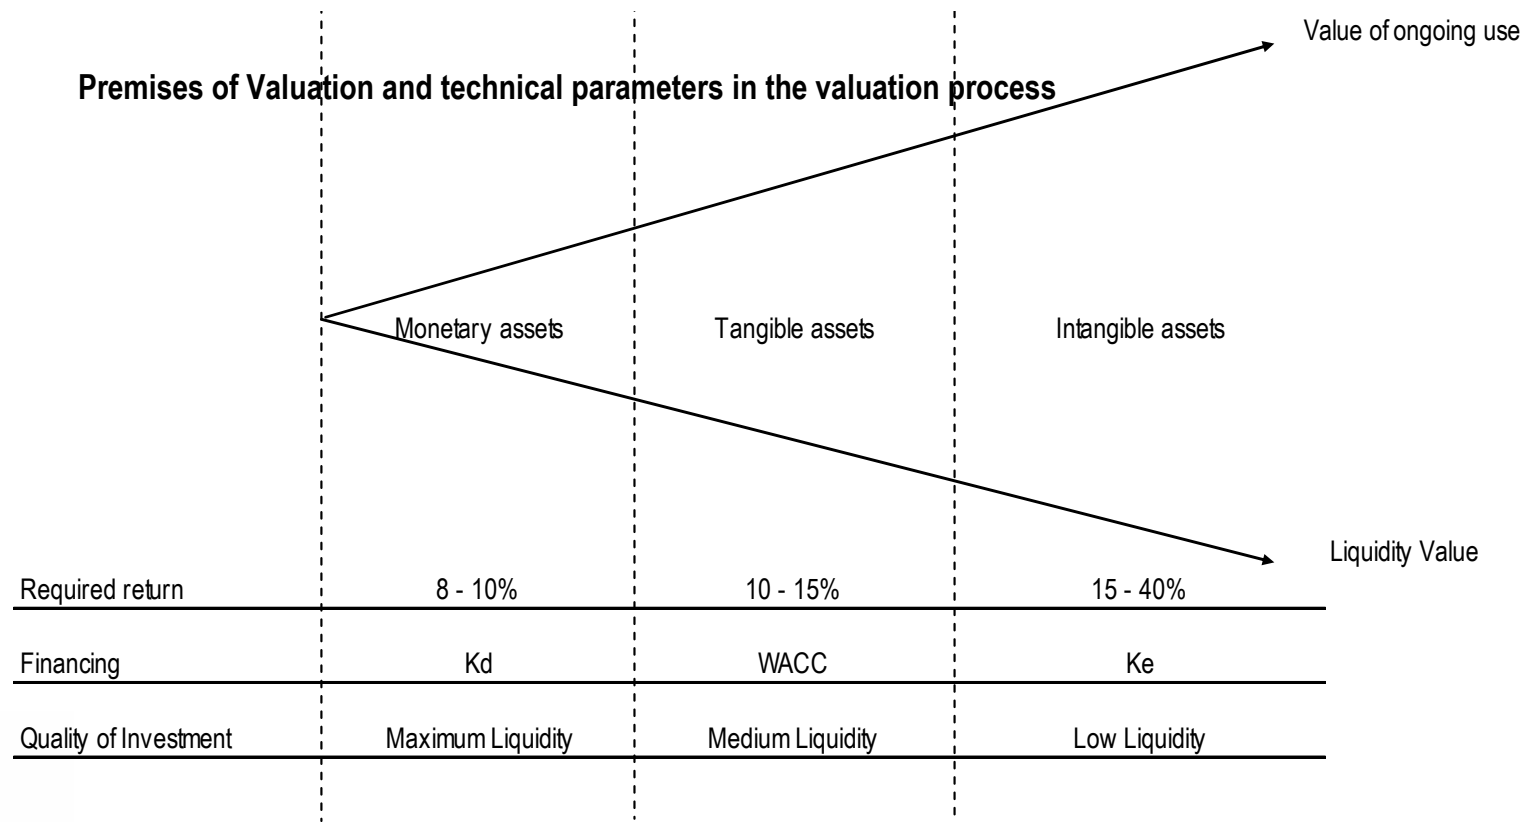 Value of ongoing use
Premises of Valuation and technical parameters in the valuation process
Monetary assets Tangible assets Intangible assets
Liquidity Value
Required return 8 - 10% 10 - 15% 15 - 40%
Financing Kd WACC Ke
Quality of Investment Maximum Liquidity Medium Liquidity Low Liquidity